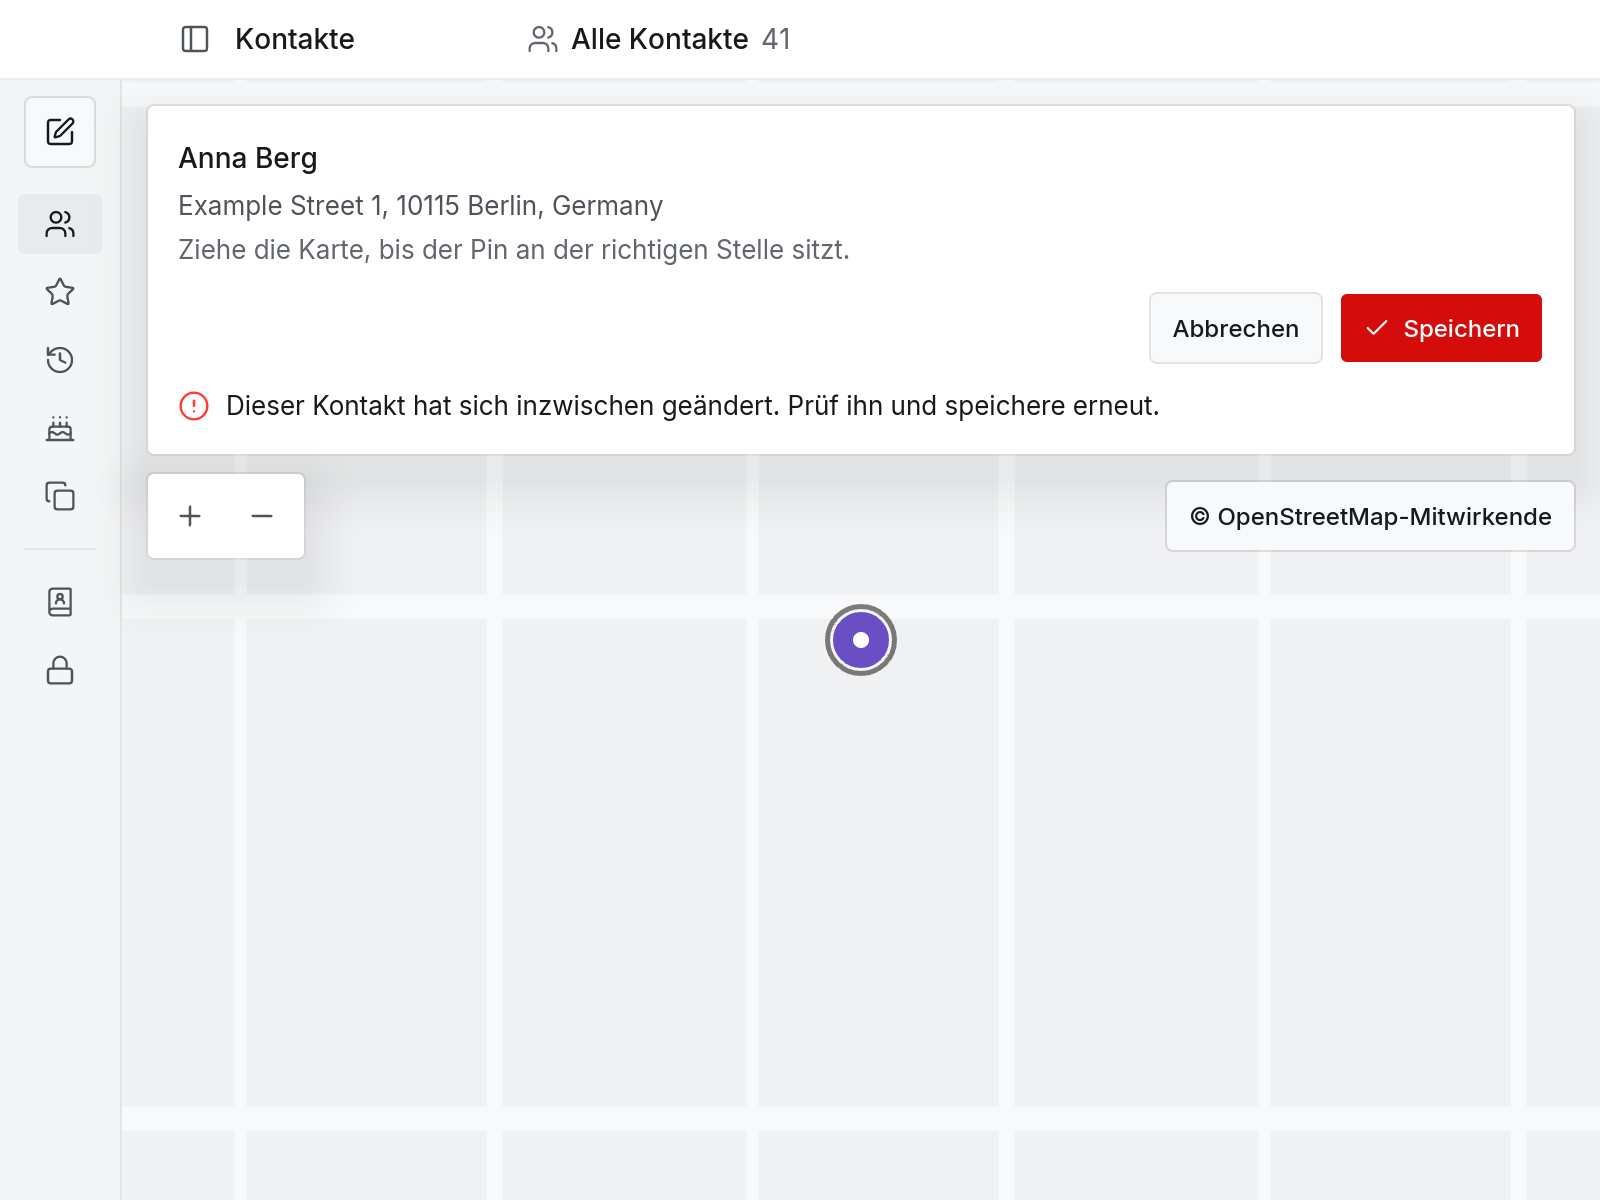 Kontakte
Alle Kontakte 41
Anna Berg
Example Street 1, 10115 Berlin, Germany
Ziehe die Karte, bis der Pin an der richtigen Stelle sitzt.
Abbrechen
Speichern
Dieser Kontakt hat sich inzwischen geändert. Prüf ihn und speichere erneut.
© OpenStreetMap-Mitwirkende